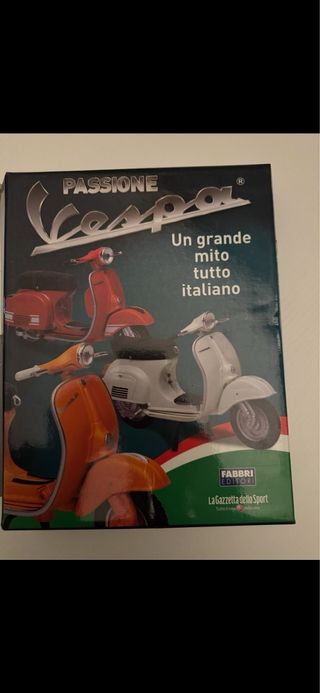 PASSIONE
Vespa®
Un grande
mito
tutto
italiano
FABBRI
EDITORI
La Gazzetta dello Sport